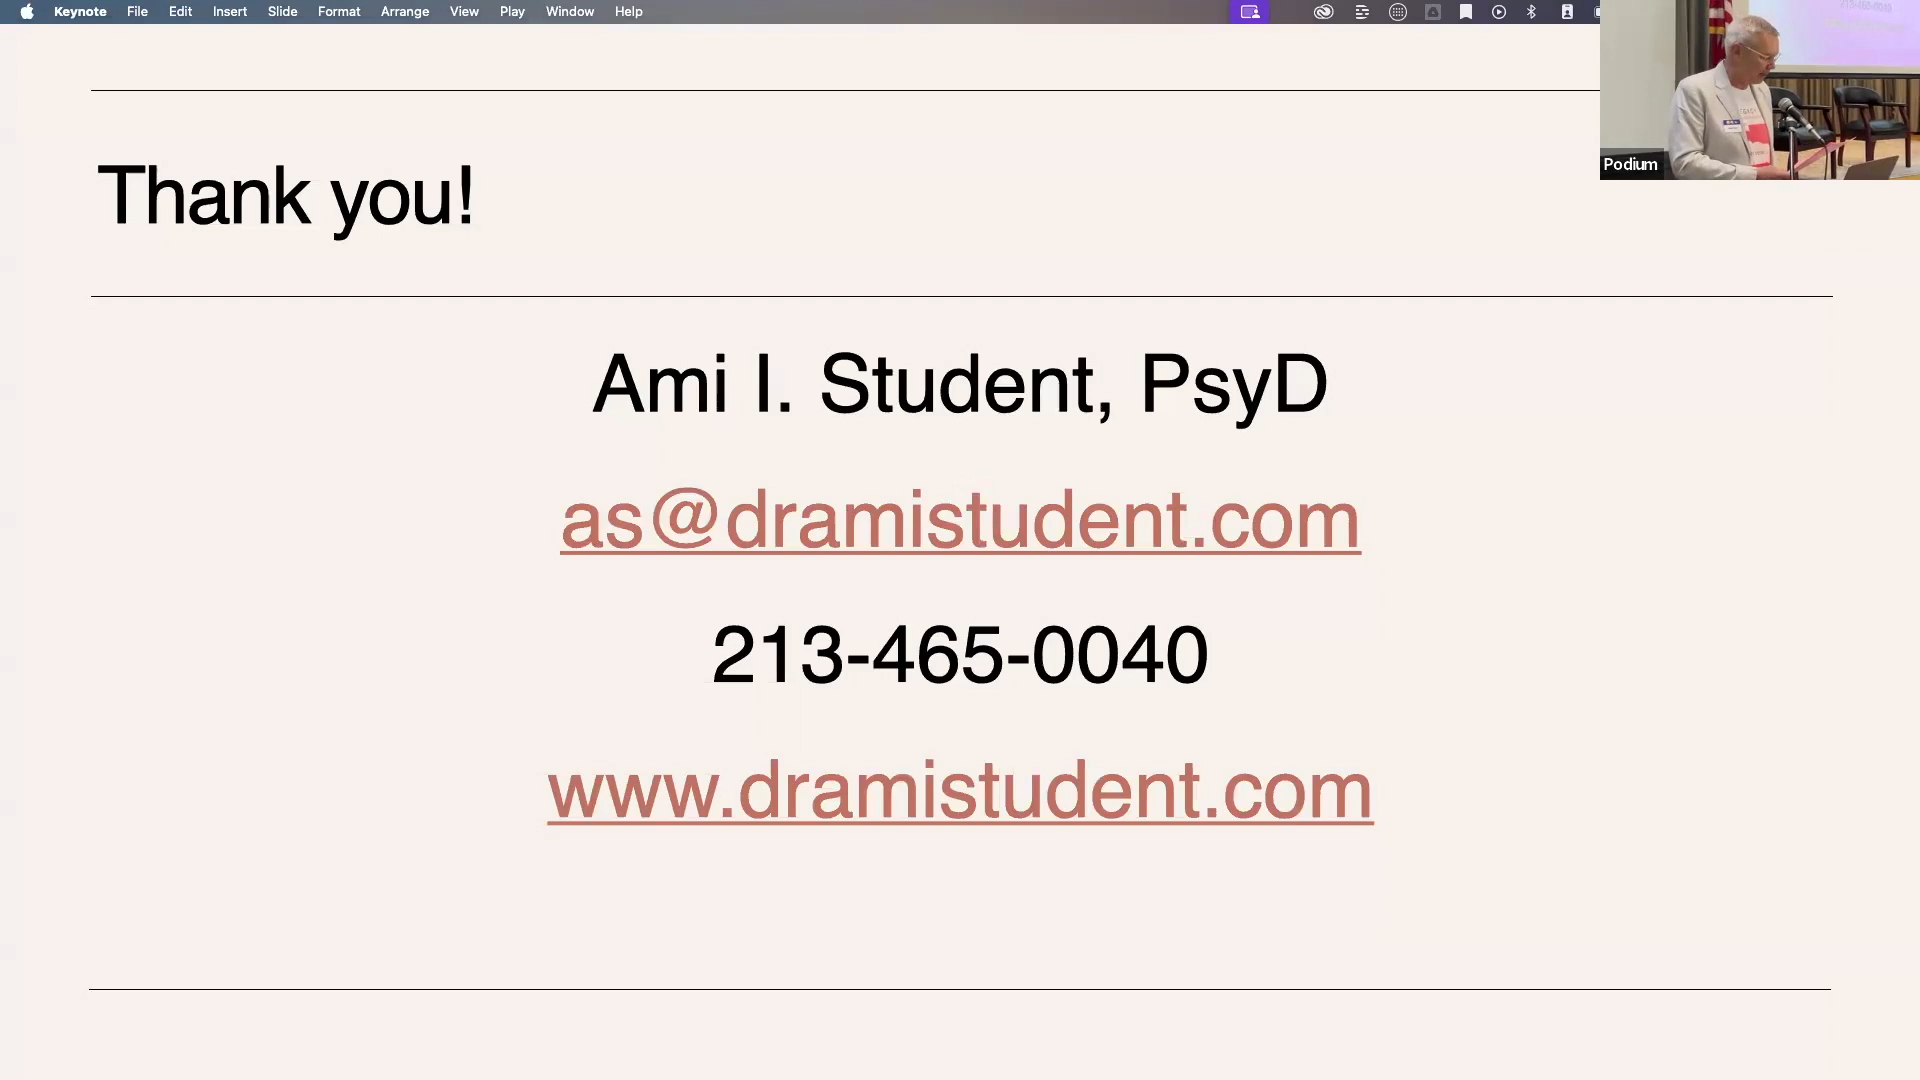 Keynote File Edit Insert Slide Format Arrange View Play Window Help
Podium
Thank you!
Ami I. Student, PsyD
as@dramistudent.com
213-465-0040
www.dramistudent.com